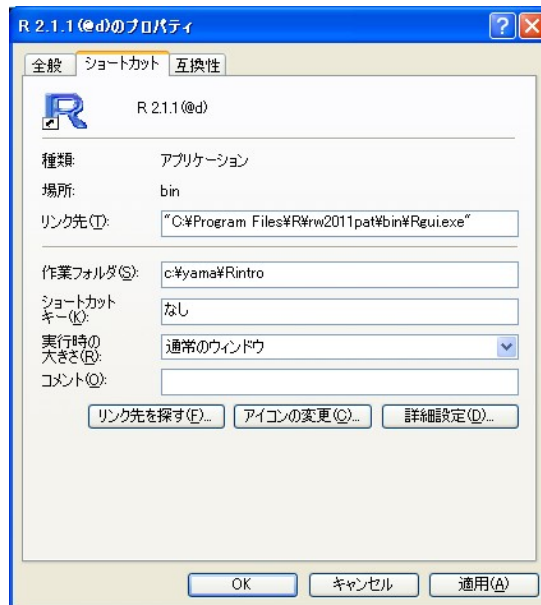 R 2.1.1 (@d)のプロパティ
全般 ショートカット 互換性
R 2.1.1 (@d)
種類: アプリケーション
場所: bin
リンク先(T): "C:¥Program Files¥R¥rw2011pat¥bin¥Rgui.exe"
作業フォルダ(S): c:¥yama¥Rintro
ショートカット
キー(K): なし
実行時の
大きさ(R): 通常のウィンドウ
コメント(O):
リンク先を探す(F)... アイコンの変更(C)... 詳細設定(D)...
OK キャンセル 適用(A)